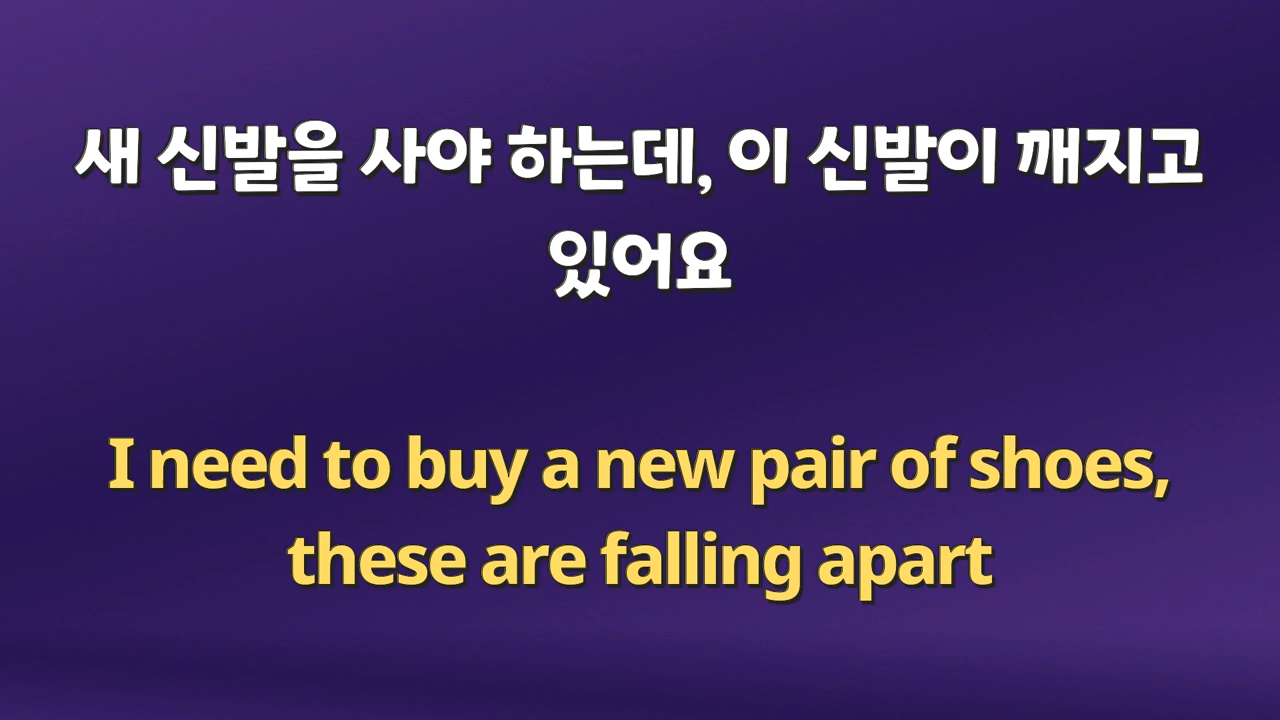 새 신발을 사야 하는데, 이 신발이 깨지고
있어요
I need to buy a new pair of shoes,
these are falling apart